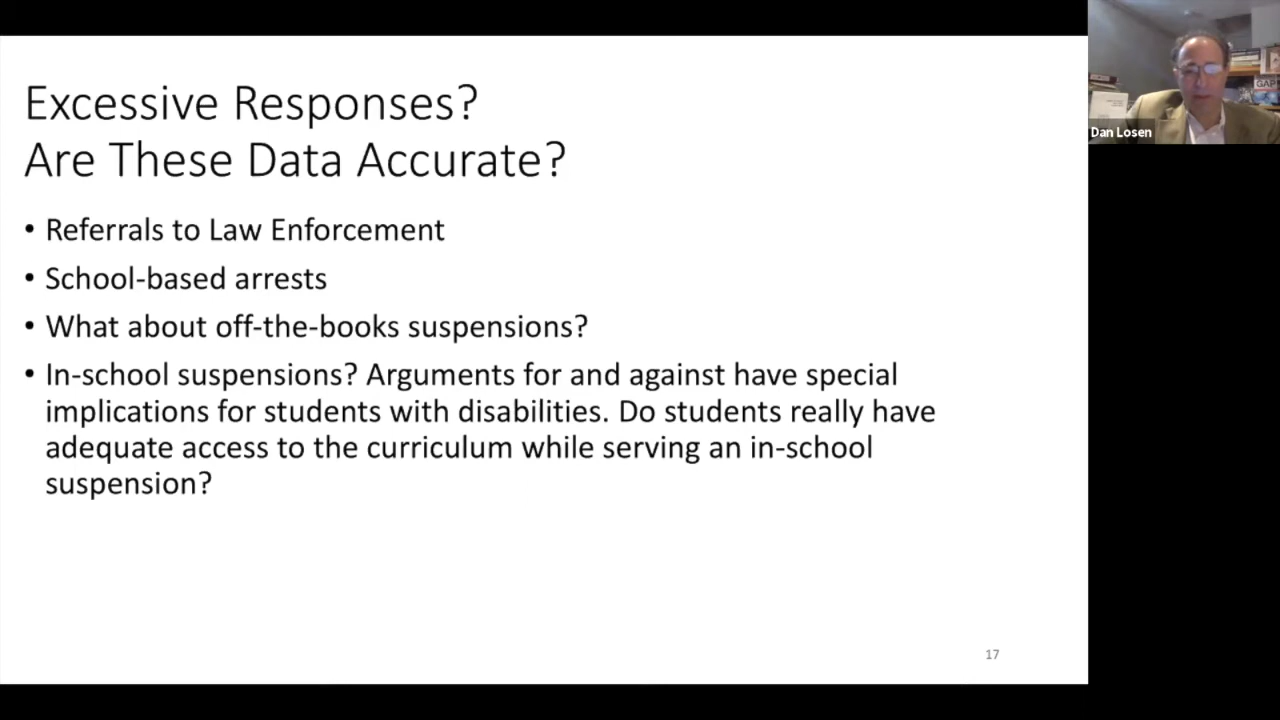 Excessive Responses?
Are These Data Accurate?
• Referrals to Law Enforcement
• School-based arrests
• What about off-the-books suspensions?
• In-school suspensions? Arguments for and against have special
implications for students with disabilities. Do students really have
adequate access to the curriculum while serving an in-school
suspension?
17
Dan Losen
GAP